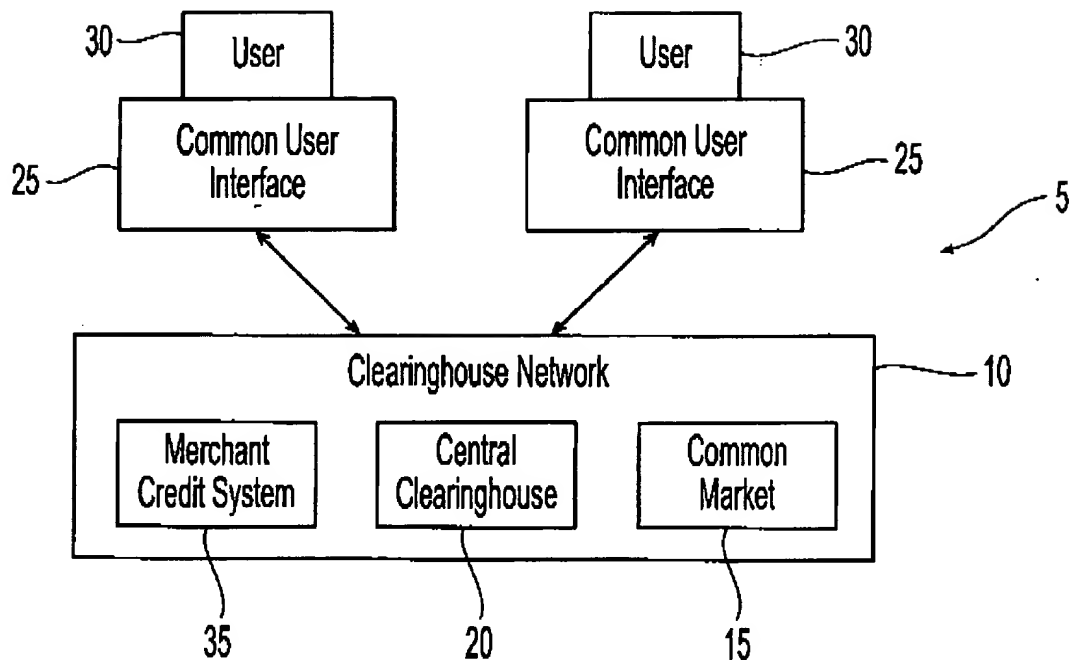 30
User
User
30
25
Common User
Interface
Common User
Interface
25
5
Clearinghouse Network
10
Merchant
Credit System
Central
Clearinghouse
Common
Market
35
20
15